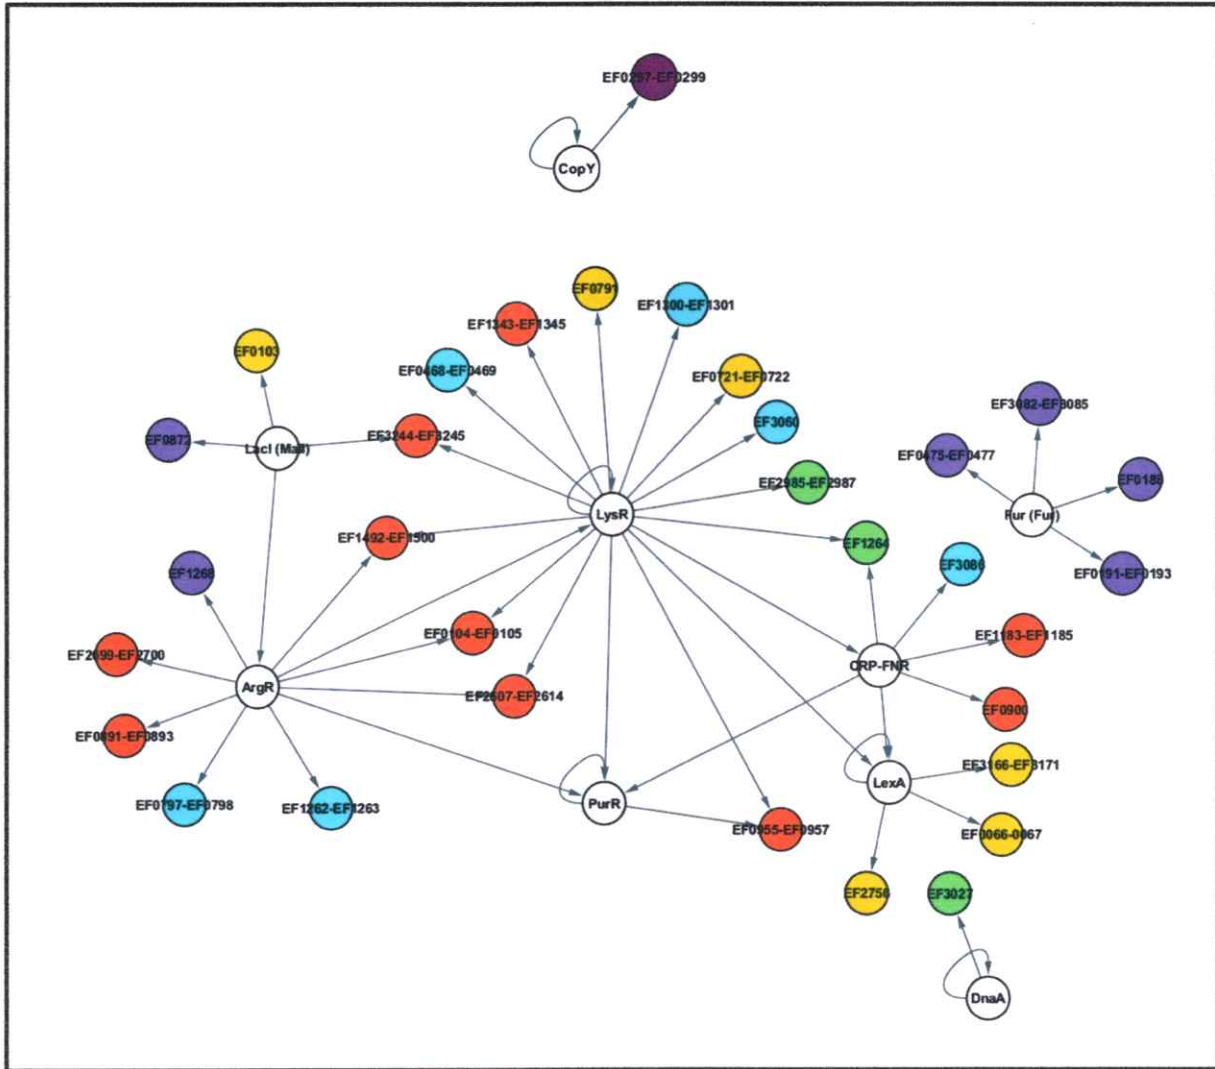 EF0297-EF0299
CopY
EF0791
EF1300-EF1301
EF1343-EF1345
EF0103
EF0468-EF0469
EF0721-EF0722
EF3082-EF3085
EF3060
EF0872
LacI (MalI)
EF3244-EF3245
EF0475-EF0477
EF0188
EF2985-EF2987
LysR
Fur (Fur)
EF1492-EF1500
EF1264
EF3086
EF0191-EF0193
EF1268
EF0104-EF0105
EF1183-EF1185
EF2699-EF2700
CRP-FNR
ArgR
EF2607-EF2614
EF0900
EF0891-EF0893
EF3166-EF3171
LexA
EF0797-EF0798
EF1262-EF1263
PurR
EF0955-EF0957
EF0066-0067
EF2758
EF3027
DnaA